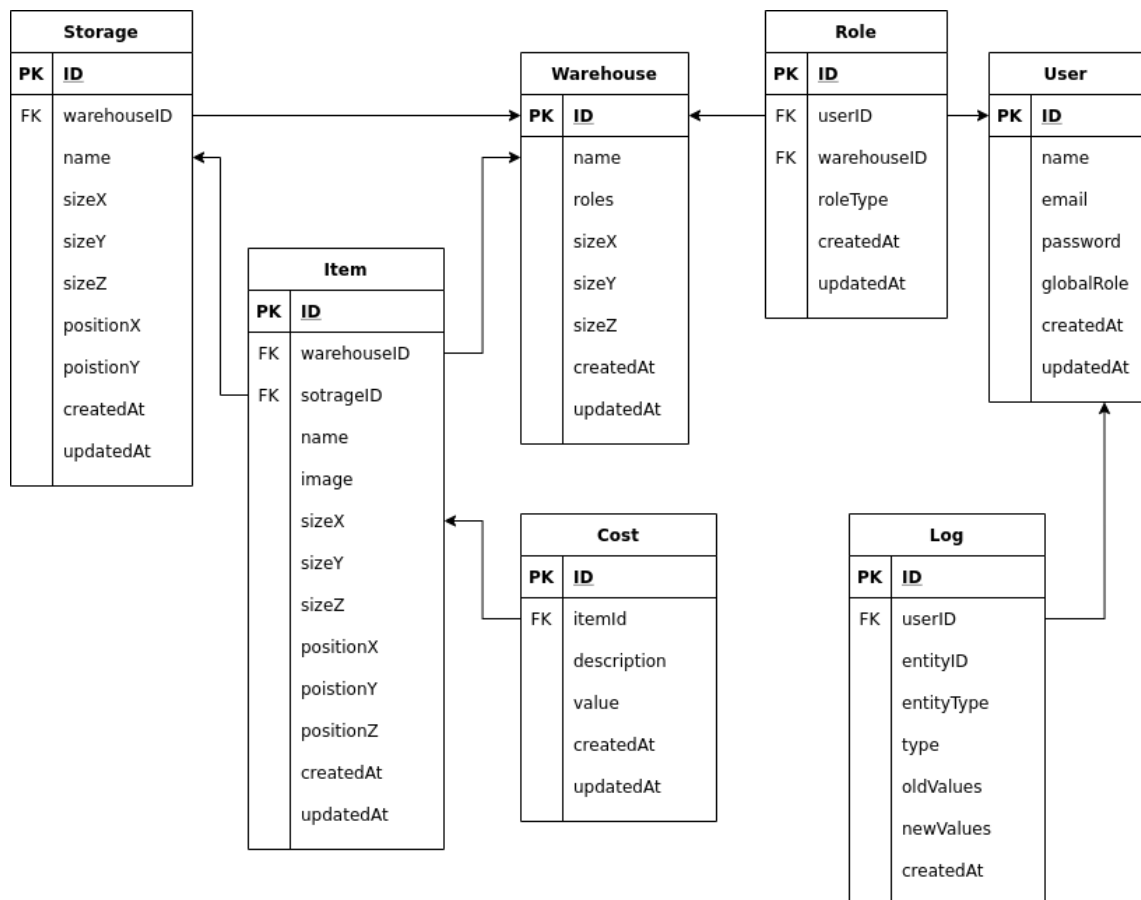 Storage
PK ID
FK warehouseID
name
sizeX
sizeY
sizeZ
positionX
poistionY
createdAt
updatedAt
Item
PK ID
FK warehouseID
FK sotrageID
name
image
sizeX
sizeY
sizeZ
positionX
poistionY
positionZ
createdAt
updatedAt
Warehouse
PK ID
name
roles
sizeX
sizeY
sizeZ
createdAt
updatedAt
Cost
PK ID
FK itemId
description
value
createdAt
updatedAt
Role
PK ID
FK userID
FK warehouseID
roleType
createdAt
updatedAt
User
PK ID
name
email
password
globalRole
createdAt
updatedAt
Log
PK ID
FK userID
entityID
entityType
type
oldValues
newValues
createdAt